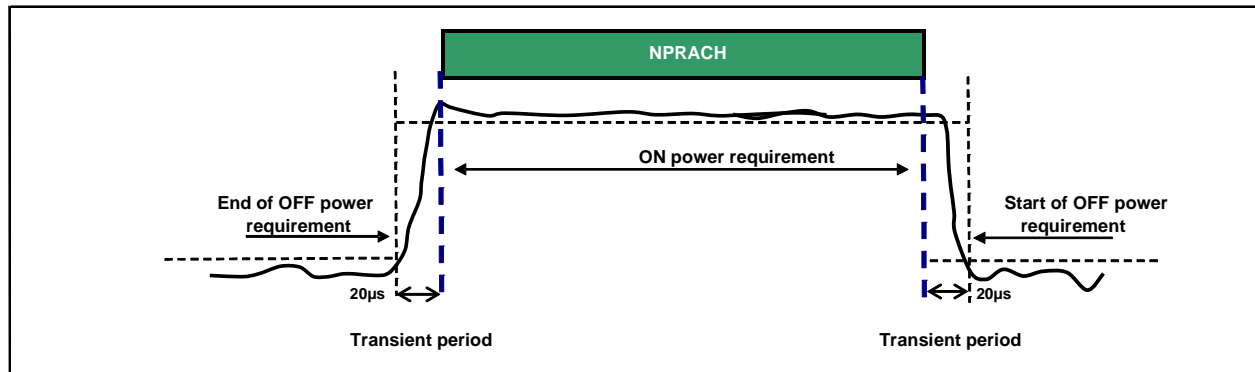 NPRACH
ON power requirement
End of OFF power
requirement
Start of OFF power
requirement
20µs
20µs
Transient period
Transient period